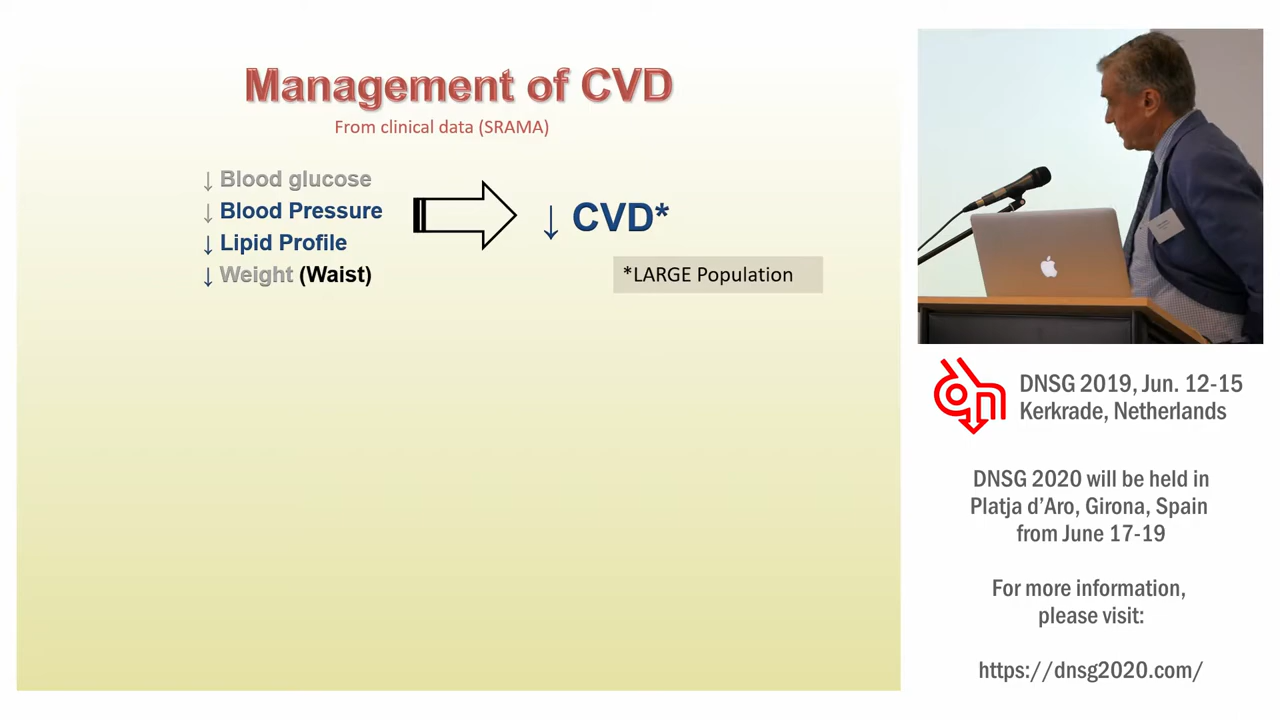 Management of CVD
From clinical data (SRAMA)
↓ Blood glucose
↓ Blood Pressure
↓ Lipid Profile
↓ Weight (Waist)
↓ CVD*
*LARGE Population
DNSG 2019, Jun. 12-15
Kerkrade, Netherlands
DNSG 2020 will be held in
Platja d'Aro, Girona, Spain
from June 17-19
For more information,
please visit:
https://dnsg2020.com/